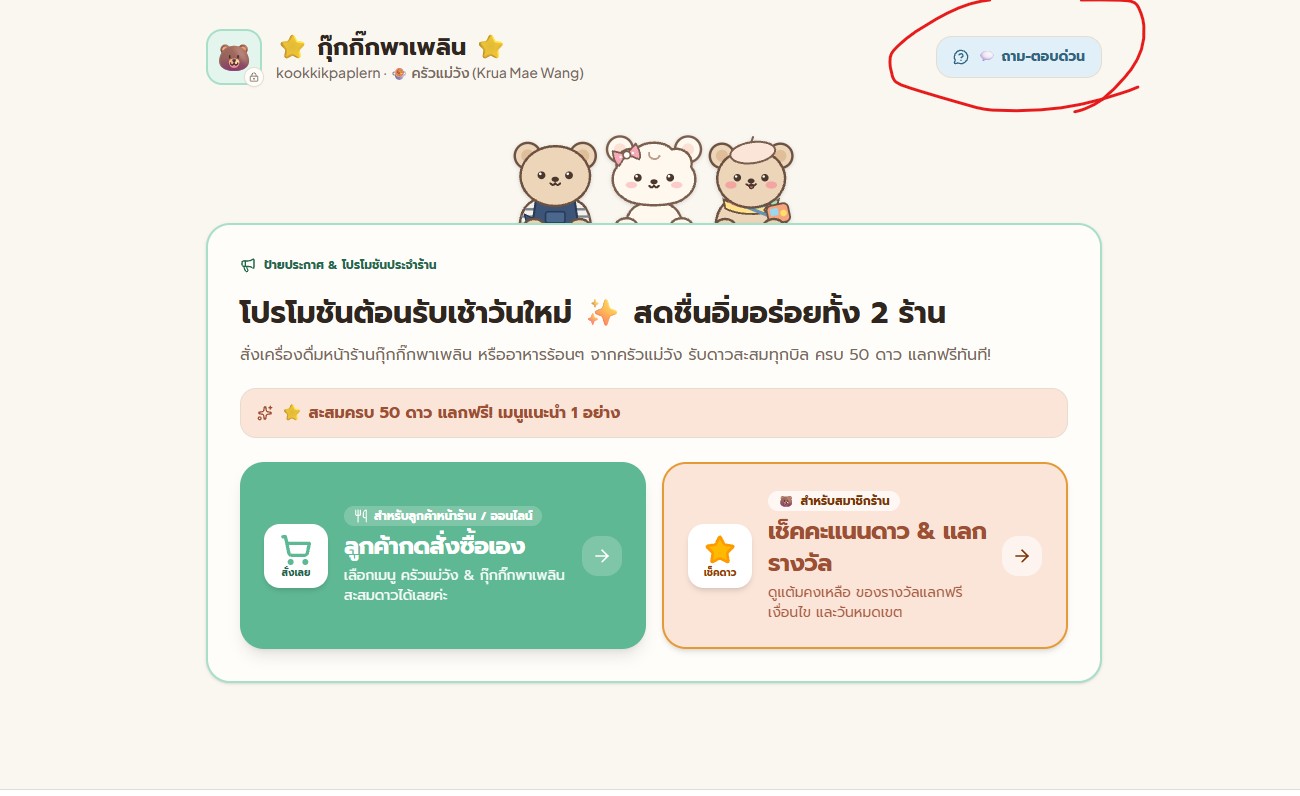 ⭐ กุ๊กกิ๊กพาเพลิน ⭐
kookkikpaplern · 🍲 ครัวแม่วัง (Krua Mae Wang)
💬 ถาม-ตอบด่วน
ป้ายประกาศ & โปรโมชันประจำร้าน
โปรโมชันต้อนรับเช้าวันใหม่ ✨ สดชื่นอิ่มอร่อยทั้ง 2 ร้าน
สั่งเครื่องดื่มหน้าร้านกุ๊กกิ๊กพาเพลิน หรืออาหารร้อนๆ จากครัวแม่วัง รับดาวสะสมทุกบิล ครบ 50 ดาว แลกฟรีทันที!
⭐ สะสมครบ 50 ดาว แลกฟรี! เมนูแนะนำ 1 อย่าง
สำหรับลูกค้าหน้าร้าน / ออนไลน์
ลูกค้ากดสั่งซื้อเอง
สั่งเลย
เลือกเมนู ครัวแม่วัง & กุ๊กกิ๊กพาเพลิน
สะสมดาวได้เลยค่ะ
🐻 สำหรับสมาชิกร้าน
เช็คคะแนนดาว & แลก
รางวัล
เช็คดาว
ดูแต้มคงเหลือ ของรางวัลแลกฟรี
เงื่อนไข และวันหมดเขต